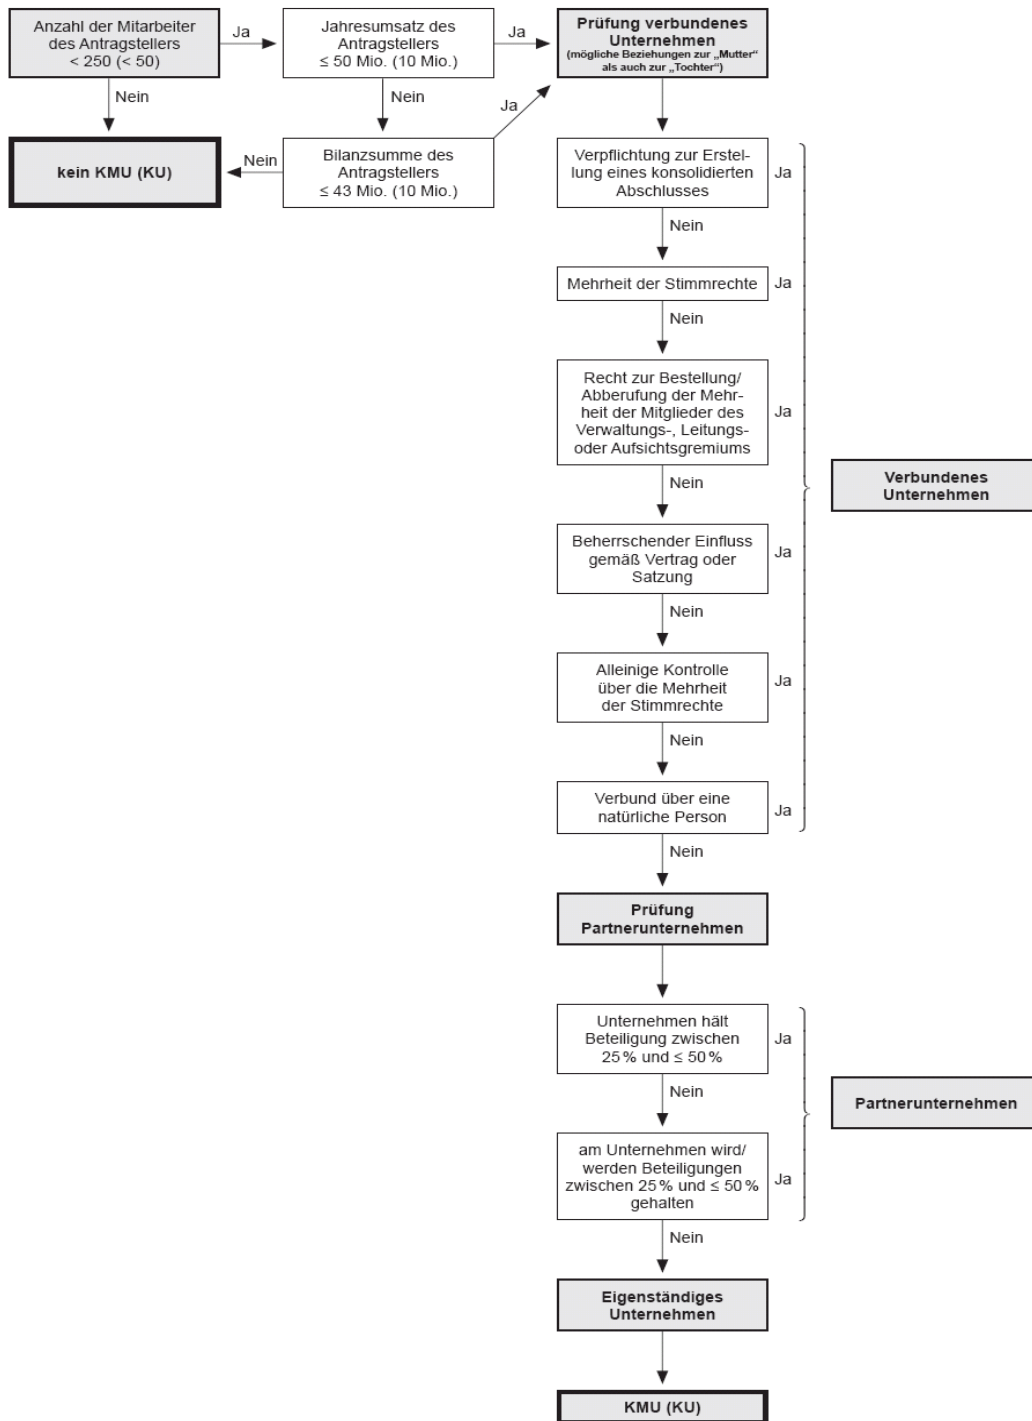 Anzahl der Mitarbeiter
des Antragstellers
< 250 (< 50)
Ja
Jahresumsatz des
Antragstellers
≤ 50 Mio. (10 Mio.)
Ja
Prüfung verbundenes
Unternehmen
(mögliche Beziehungen zur „Mutter“
als auch zur „Tochter“)
Nein
Nein
Ja
kein KMU (KU)
Nein
Bilanzsumme des
Antragstellers
≤ 43 Mio. (10 Mio.)
Verpflichtung zur Erstel-
lung eines konsolidierten
Abschlusses
Ja
Nein
Mehrheit der Stimmrechte
Ja
Nein
Recht zur Bestellung/
Abberufung der Mehr-
heit der Mitglieder des
Verwaltungs-, Leitungs-
oder Aufsichtsgremiums
Ja
Nein
Verbundenes
Unternehmen
Beherrschender Einfluss
gemäß Vertrag oder
Satzung
Ja
Nein
Alleinige Kontrolle
über die Mehrheit
der Stimmrechte
Ja
Nein
Verbund über eine
natürliche Person
Ja
Nein
Prüfung
Partnerunternehmen
Unternehmen hält
Beteiligung zwischen
25 % und ≤ 50 %
Ja
Nein
Partnerunternehmen
am Unternehmen wird/
werden Beteiligungen
zwischen 25 % und ≤ 50 %
gehalten
Ja
Nein
Eigenständiges
Unternehmen
KMU (KU)